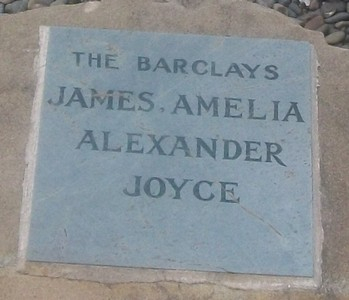 THE BARCLAYS
JAMES, AMELIA
ALEXANDER
JOYCE